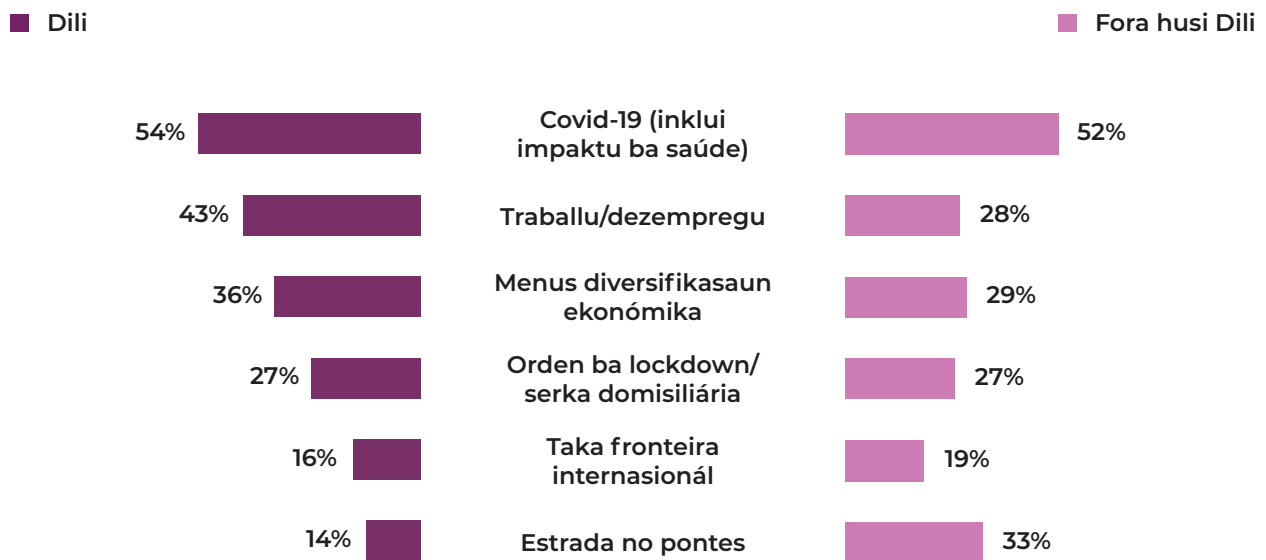 Dili
Fora husi Dili
54%
Covid-19 (inklui
impaktu ba saúde)
52%
43%
Traballu/dezempregu
28%
36%
Menus diversifikasaun
ekonómika
29%
27%
Orden ba lockdown/
serka domisiliária
27%
16%
Taka fronteira
internasionál
19%
14%
Estrada no pontes
33%